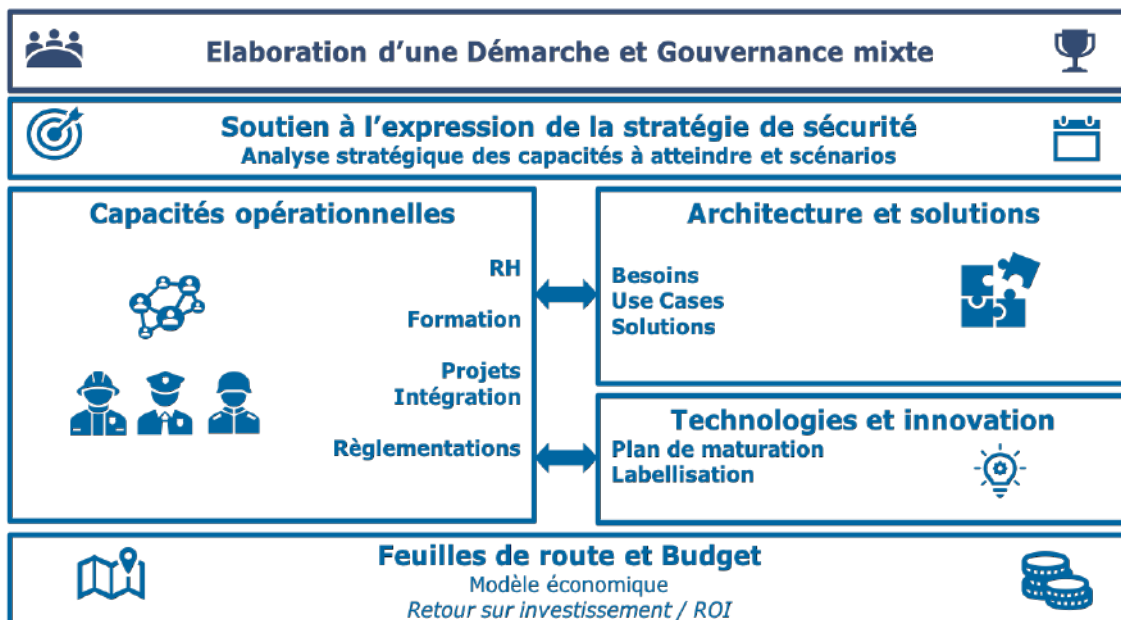 Elaboration d’une Démarche et Gouvernance mixte
Soutien à l’expression de la stratégie de sécurité
Analyse stratégique des capacités à atteindre et scénarios
Capacités opérationnelles
RH
Formation
Projets
Intégration
Règlementations
Architecture et solutions
Besoins
Use Cases
Solutions
Technologies et innovation
Plan de maturation
Labellisation
Feuilles de route et Budget
Modèle économique
Retour sur investissement / ROI